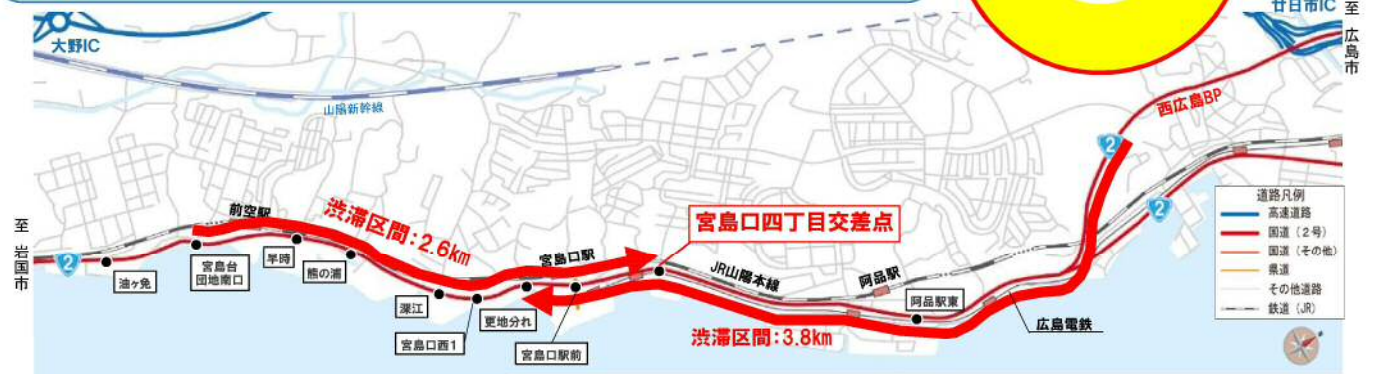 廿日市IC
至 広島市
大野IC
山陽新幹線
西広島BP
2
2
道路凡例
高速道路
国道（2号）
国道（その他）
県道
その他道路
鉄道（JR）
至 岩国市
2
前空駅
渋滞区間：2.6km
宮島口四丁目交差点
宮島口駅
JR山陽本線
阿品駅
油ヶ免
宮島台
団地南口
早時
熊の浦
深江
宮島口西1
更地分れ
宮島口駅前
阿品駅東
広島電鉄
渋滞区間：3.8km